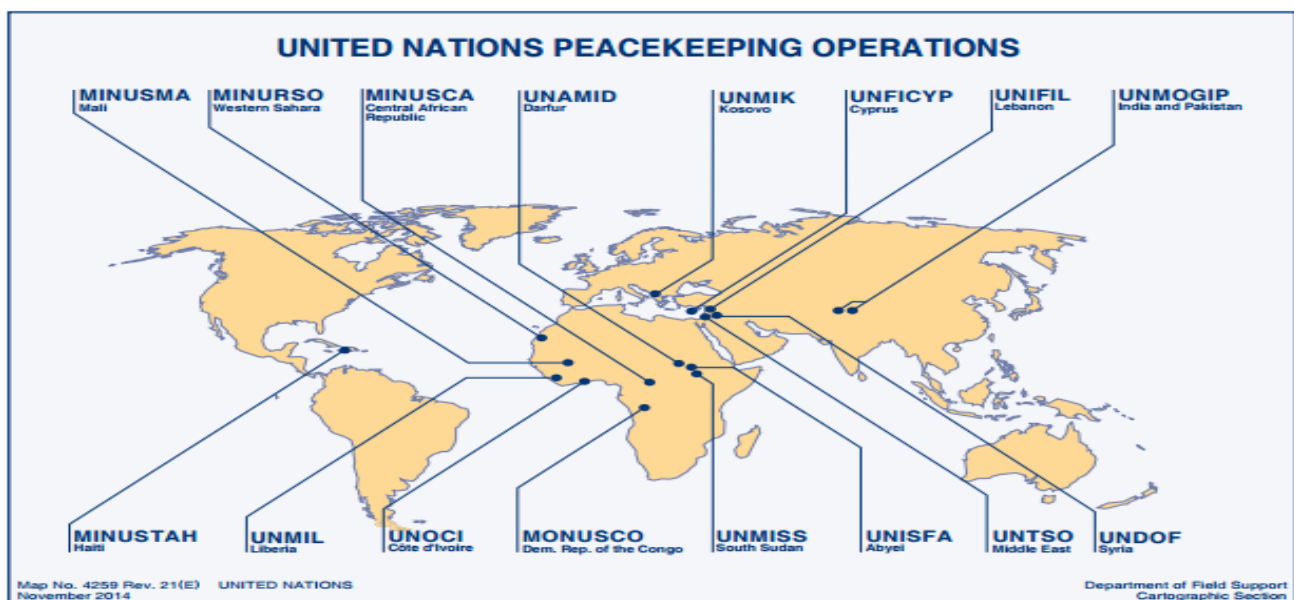 UNITED NATIONS PEACEKEEPING OPERATIONS
MINUSMA
Mali
MINURSO
Western Sahara
MINUSCA
Central African
Republic
UNAMID
Darfur
UNMIK
Kosovo
UNFICYP
Cyprus
UNIFIL
Lebanon
UNMOGIP
India and Pakistan
MINUSTAH
Haiti
UNMIL
Liberia
UNOCI
Côte d'Ivoire
MONUSCO
Dem. Rep. of the Congo
UNMISS
South Sudan
UNISFA
Abyei
UNTSO
Middle East
UNDOF
Syria
Map No. 4259 Rev. 21(E) UNITED NATIONS
November 2014
Department of Field Support
Cartographic Section